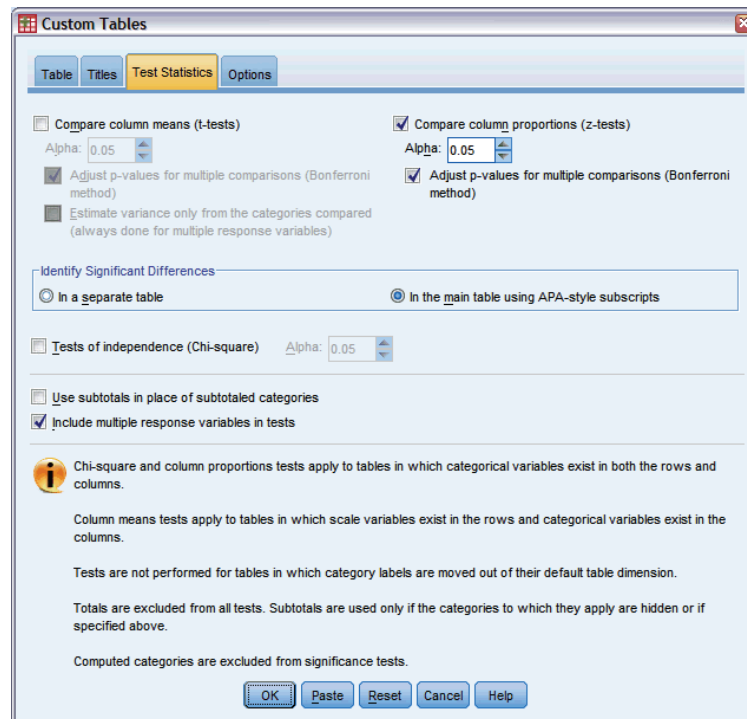 Custom Tables
Table Titles Test Statistics Options
Compare column means (t-tests)
Alpha: 0.05
Adjust p-values for multiple comparisons (Bonferroni
method)
Estimate variance only from the categories compared
(always done for multiple response variables)
Compare column proportions (z-tests)
Alpha: 0.05
Adjust p-values for multiple comparisons (Bonferroni
method)
Identify Significant Differences
In a separate table
In the main table using APA-style subscripts
Tests of independence (Chi-square) Alpha: 0.05
Use subtotals in place of subtotaled categories
Include multiple response variables in tests
Chi-square and column proportions tests apply to tables in which categorical variables exist in both the rows and
columns.
Column means tests apply to tables in which scale variables exist in the rows and categorical variables exist in the
columns.
Tests are not performed for tables in which category labels are moved out of their default table dimension.
Totals are excluded from all tests. Subtotals are used only if the categories to which they apply are hidden or if
specified above.
Computed categories are excluded from significance tests.
OK Paste Reset Cancel Help